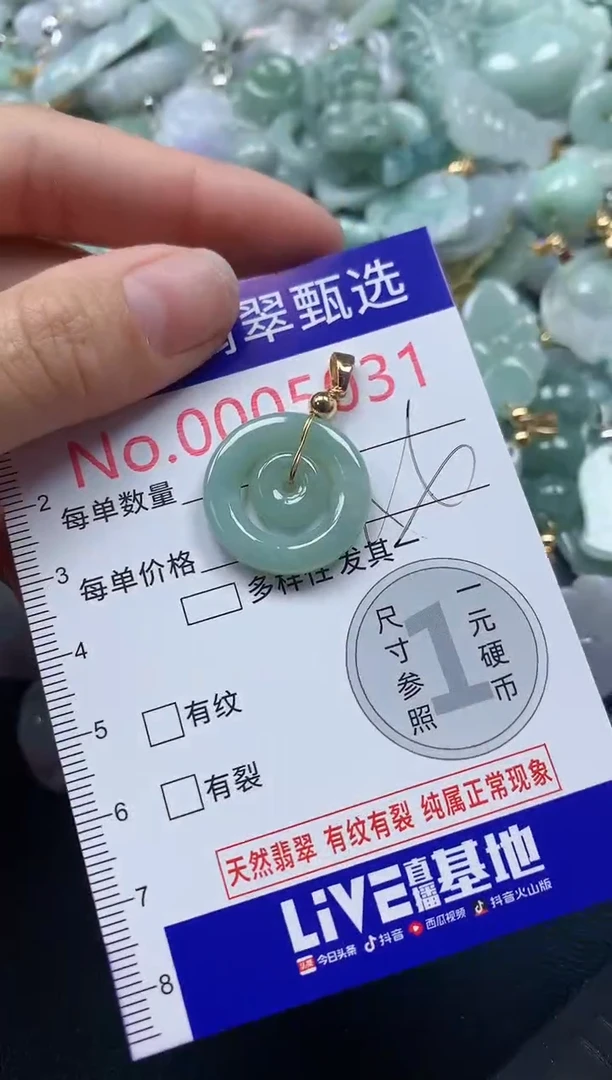 翠甄选
No.0005031
2
每单数量
3
每单价格
多样性 发其一
4
尺寸参照
1
一元硬币
5
有纹
有裂
6
天然翡翠 有纹有裂 纯属正常现象
7
LiVE直播基地
头条 今日头条 抖音 西瓜视频 抖音火山版
8